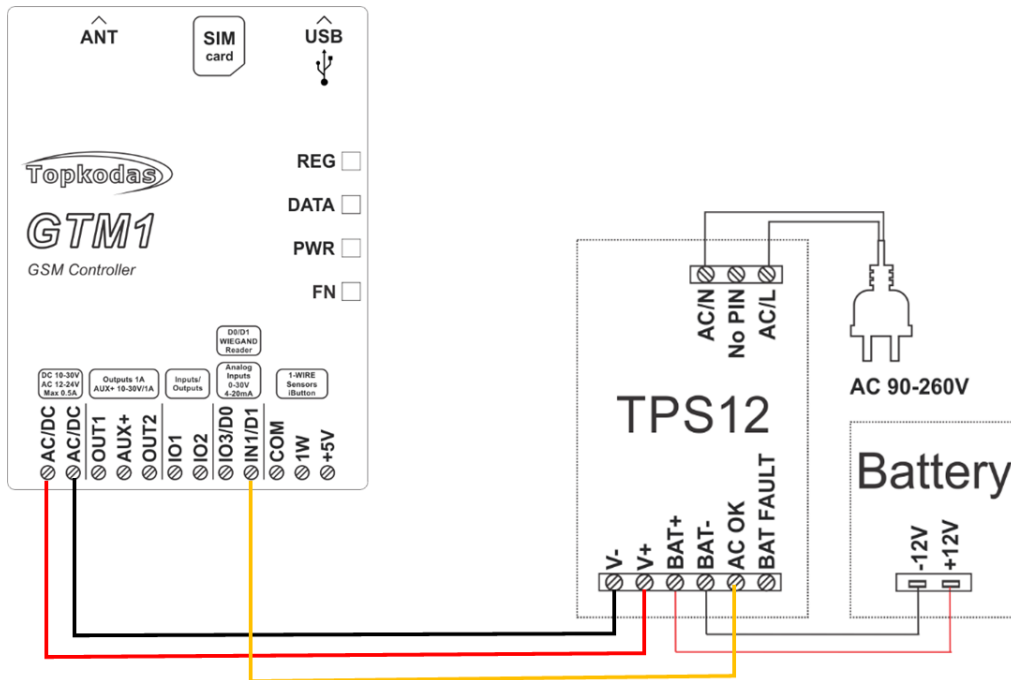 ANT
SIM
card
USB
Topkodas
GTM1
GSM Controller
REG
DATA
PWR
FN
D0/D1
WIEGAND
Reader
DC 10-30V
AC 12-24V
Max 0.5A
Outputs 1A
AUX+ 10-30V/1A
Inputs/
Outputs
Analog
Inputs
0-30V
4-20mA
1-WIRE
Sensors
iButton
AC/DC
AC/DC
OUT1
AUX+
OUT2
IO1
IO2
IO3/D0
IN1/D1
COM
1W
+5V
AC/N
No PIN
AC/L
AC 90-260V
TPS12
V-
V+
BAT+
BAT-
AC OK
BAT FAULT
Battery
-12V
+12V